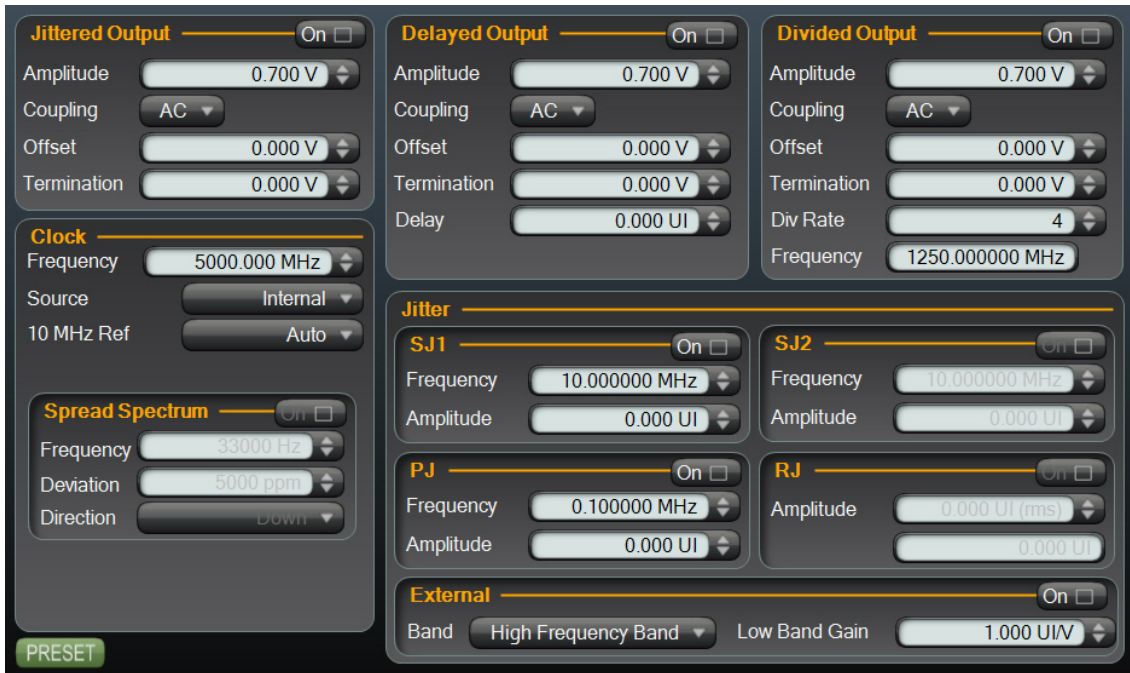 Jittered Output On
Amplitude 0.700 V
Coupling AC
Offset 0.000 V
Termination 0.000 V
Delayed Output On
Amplitude 0.700 V
Coupling AC
Offset 0.000 V
Termination 0.000 V
Delay 0.000 UI
Divided Output On
Amplitude 0.700 V
Coupling AC
Offset 0.000 V
Termination 0.000 V
Div Rate 4
Frequency 1250.000000 MHz
Clock
Frequency 5000.000 MHz
Source Internal
10 MHz Ref Auto
Spread Spectrum On
Frequency 33000 Hz
Deviation 5000 ppm
Direction Down
Jitter
SJ1 On
Frequency 10.000000 MHz
Amplitude 0.000 UI
SJ2 On
Frequency 10.000000 MHz
Amplitude 0.000 UI
PJ On
Frequency 0.100000 MHz
Amplitude 0.000 UI
RJ On
Amplitude 0.000 UI (rms)
0.000 UI
External On
Band High Frequency Band Low Band Gain 1.000 UI/V
PRESET